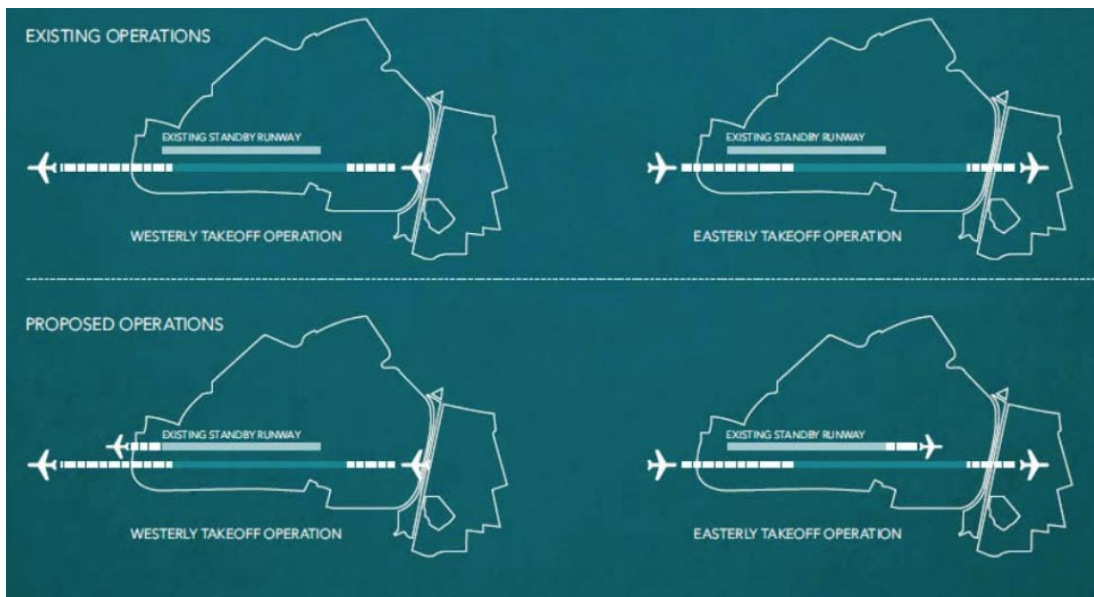 EXISTING OPERATIONS
EXISTING STANDBY RUNWAY
EXISTING STANDBY RUNWAY
WESTERLY TAKEOFF OPERATION
EASTERLY TAKEOFF OPERATION
PROPOSED OPERATIONS
EXISTING STANDBY RUNWAY
EXISTING STANDBY RUNWAY
WESTERLY TAKEOFF OPERATION
EASTERLY TAKEOFF OPERATION